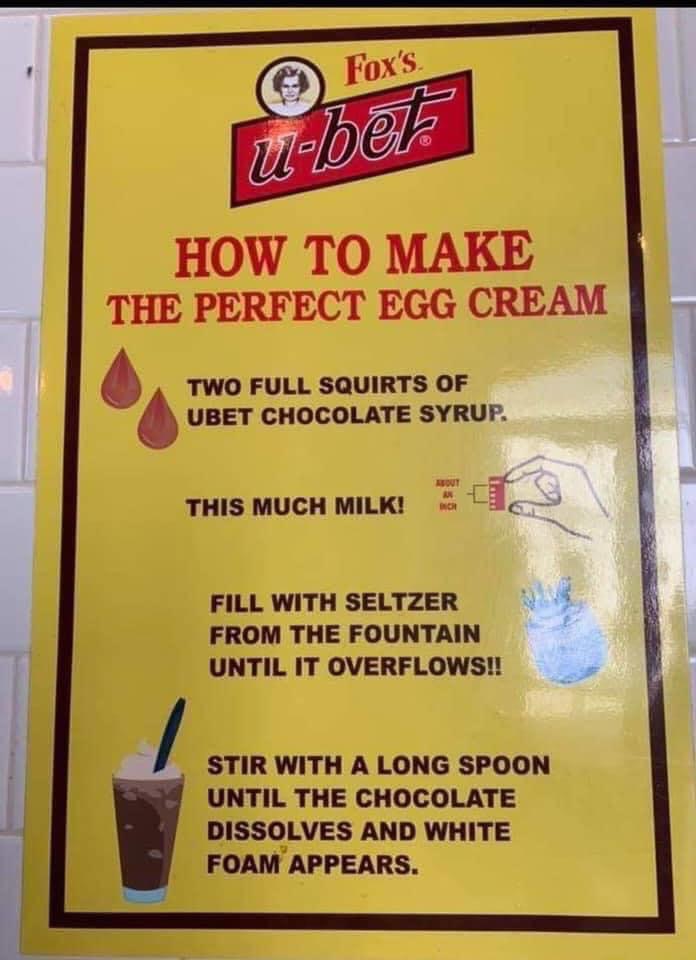 Fox's
u-bet®
HOW TO MAKE
THE PERFECT EGG CREAM
TWO FULL SQUIRTS OF
UBET CHOCOLATE SYRUP.
THIS MUCH MILK!
ABOUT
AN
INCH
FILL WITH SELTZER
FROM THE FOUNTAIN
UNTIL IT OVERFLOWS!!
STIR WITH A LONG SPOON
UNTIL THE CHOCOLATE
DISSOLVES AND WHITE
FOAM APPEARS.